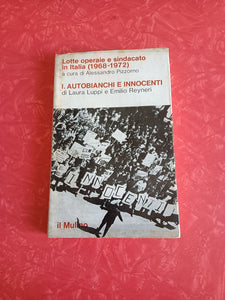 Lotte operaie e sindacato
in Italia (1968-1972)
a cura di Alessandro Pizzorno
I. AUTOBIANCHI E INNOCENTI
di Laura Luppi e Emilio Reyneri
INNOCENTI
il Mulino